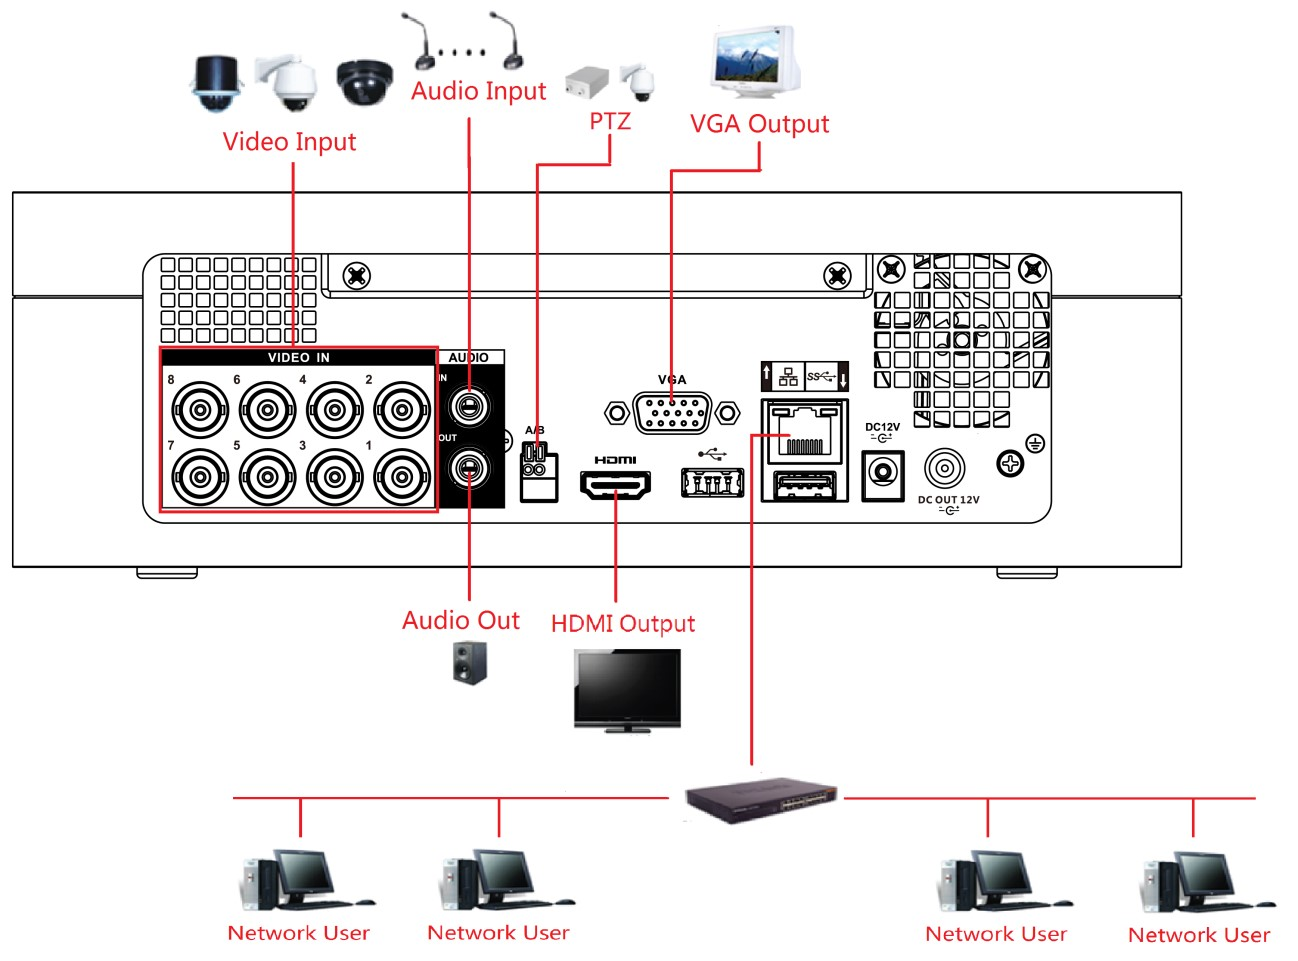 Audio Input
PTZ
VGA Output
Video Input
VIDEO IN
AUDIO
8 6 4 2
IN
VGA
SS
7 5 3 1
OUT
A/B
DC12V
HDMI
DC OUT 12V
Audio Out
HDMI Output
Network User
Network User
Network User
Network User